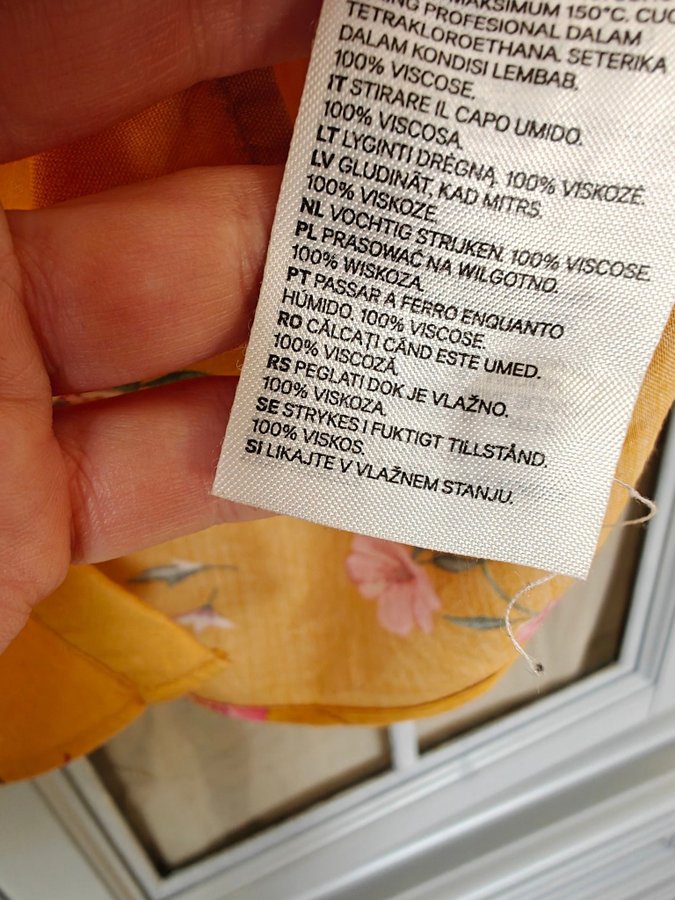 MAKSIMUM 150°C. CUC
ING PROFESIONAL DALAM
TETRAKLOROETHANA. SETERIKA
DALAM KONDISI LEMBAB.
100% VISCOSE.
IT STIRARE IL CAPO UMIDO.
100% VISCOSA.
LT LYGINTI DRĖGNĄ. 100% VISKOZĖ.
LV GLUDINĀT, KAD MITRS.
100% VISKOZE.
NL VOCHTIG STRIJKEN. 100% VISCOSE.
PL PRASOWAĆ NA WILGOTNO.
100% WISKOZA.
PT PASSAR A FERRO ENQUANTO
HÚMIDO. 100% VISCOSE.
RO CĂLCAȚI CÂND ESTE UMED.
100% VISCOZĂ.
RS PEGLATI DOK JE VLAŽNO.
100% VISKOZA.
SE STRYKES I FUKTIGT TILLSTÅND.
100% VISKOS.
SI LIKAJTE V VLAŽNEM STANJU.